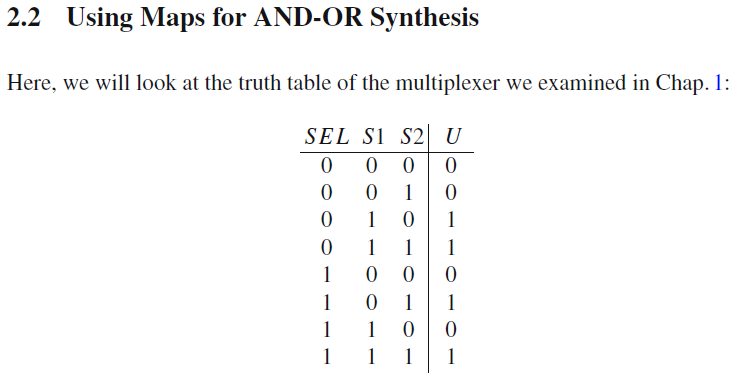 2.2 Using Maps for AND-OR Synthesis
Here, we will look at the truth table of the multiplexer we examined in Chap. 1:
SEL S1 S2 U
0 0 0 0
0 0 1 0
0 1 0 1
0 1 1 1
1 0 0 0
1 0 1 1
1 1 0 0
1 1 1 1